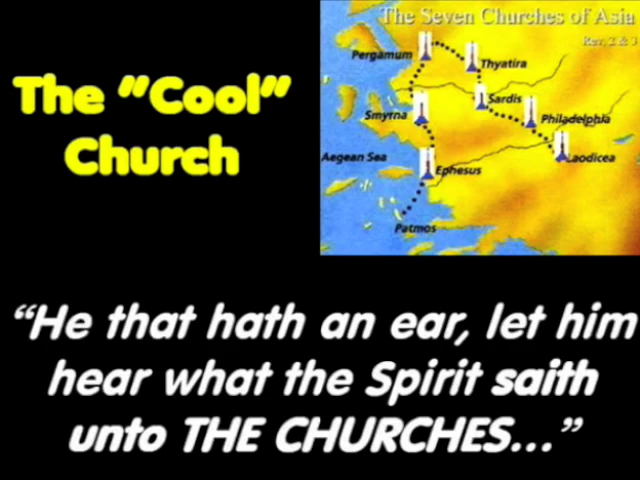 The "Cool"
Church
The Seven Churches of Asia
Rev. 2 & 3
Pergamum
Thyatira
Sardis
Smyrna
Philadelphia
Aegean Sea
Laodicea
Ephesus
Patmos
“He that hath an ear, let him
hear what the Spirit saith
unto THE CHURCHES...”